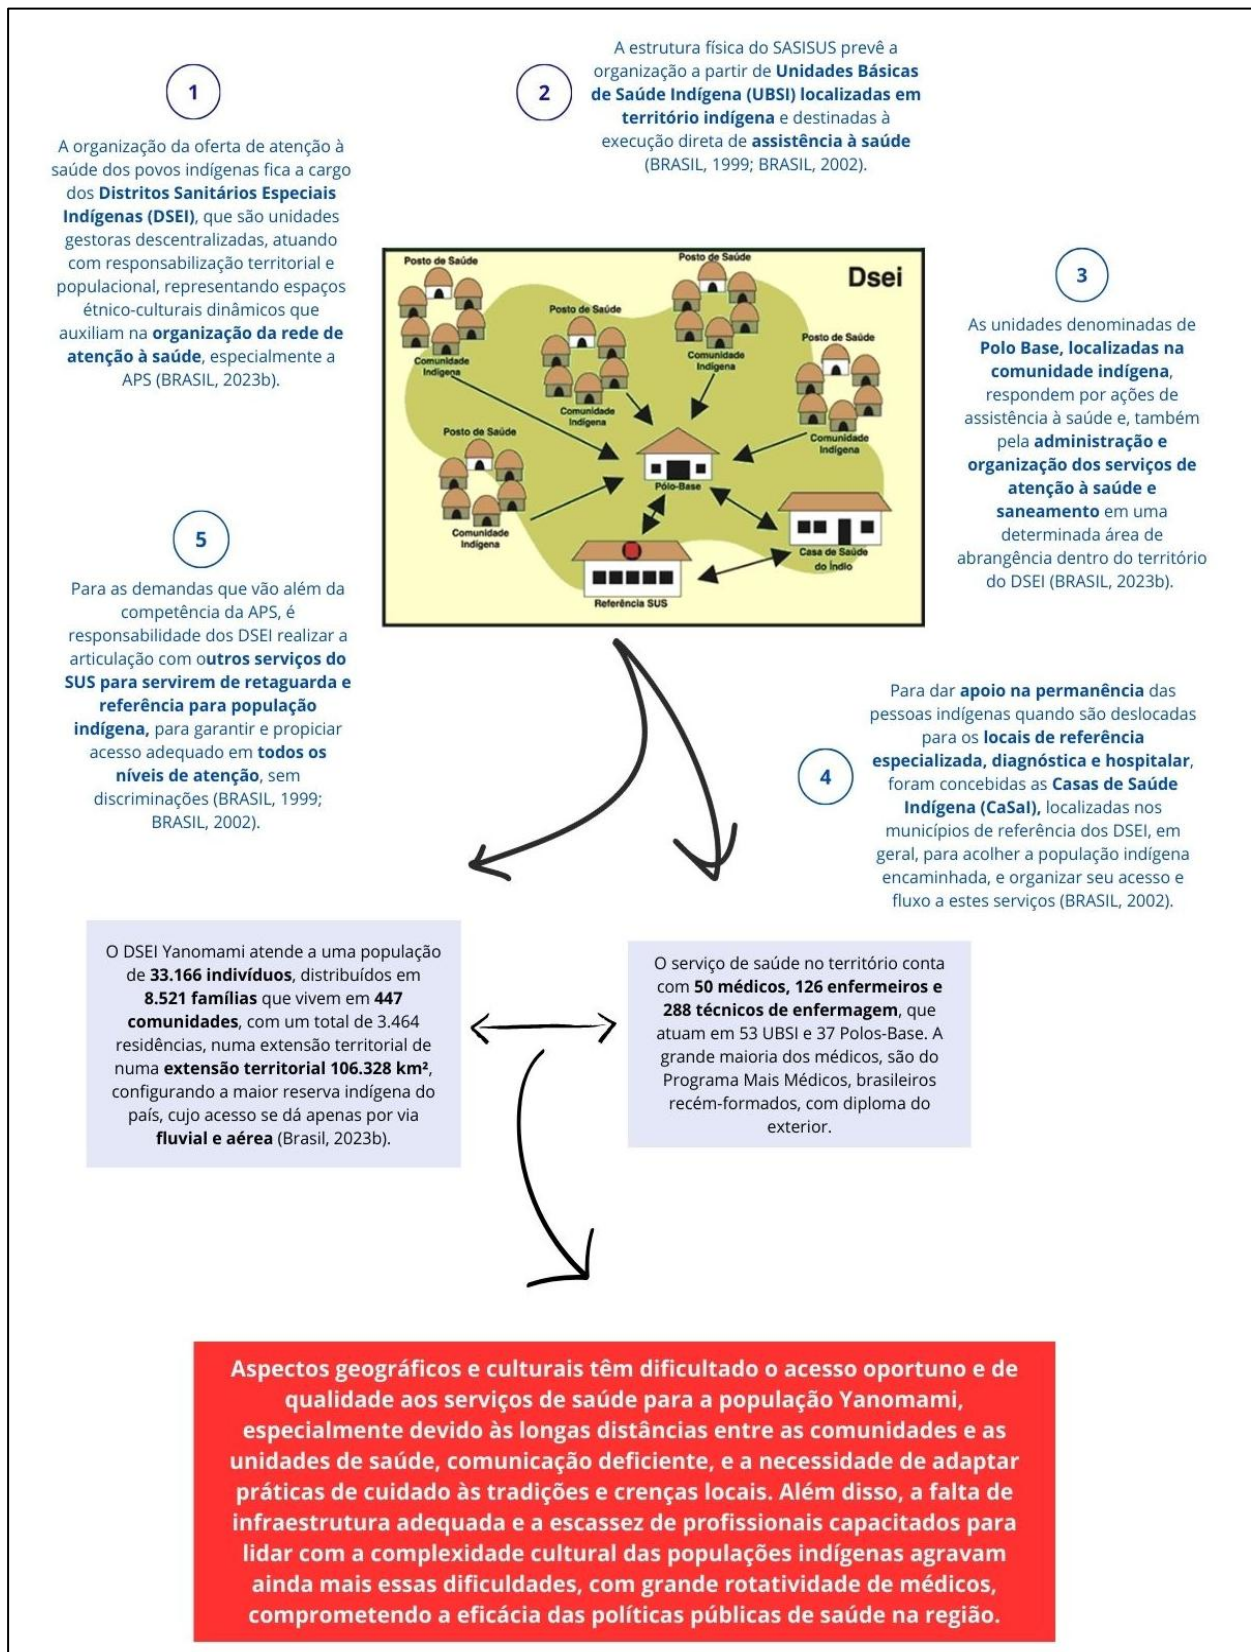 1
A organização da oferta de atenção à
saúde dos povos indígenas fica a cargo
dos Distritos Sanitários Especiais
Indígenas (DSEI), que são unidades
gestoras descentralizadas, atuando
com responsabilização territorial e
populacional, representando espaços
étnico-culturais dinâmicos que
auxiliam na organização da rede de
atenção à saúde, especialmente a
APS (BRASIL, 2023b).
2
A estrutura física do SASISUS prevê a
organização a partir de Unidades Básicas
de Saúde Indígena (UBSI) localizadas em
território indígena e destinadas à
execução direta de assistência à saúde
(BRASIL, 1999; BRASIL, 2002).
Dsei
Posto de Saúde
Comunidade
Indígena
Posto de Saúde
Comunidade
Indígena
Posto de Saúde
Comunidade
Indígena
Posto de Saúde
Comunidade
Indígena
Posto de Saúde
Comunidade
Indígena
Pólo-Base
Casa de Saúde
do Índio
Referência SUS
3
As unidades denominadas de
Polo Base, localizadas na
comunidade indígena,
respondem por ações de
assistência à saúde e, também
pela administração e
organização dos serviços de
atenção à saúde e
saneamento em uma
determinada área de
abrangência dentro do território
do DSEI (BRASIL, 2023b).
4
Para dar apoio na permanência das
pessoas indígenas quando são deslocadas
para os locais de referência
especializada, diagnóstica e hospitalar,
foram concebidas as Casas de Saúde
Indígena (CaSaI), localizadas nos
municípios de referência dos DSEI, em
geral, para acolher a população indígena
encaminhada, e organizar seu acesso e
fluxo a estes serviços (BRASIL, 2002).
5
Para as demandas que vão além da
competência da APS, é
responsabilidade dos DSEI realizar a
articulação com outros serviços do
SUS para servirem de retaguarda e
referência para população
indígena, para garantir e propiciar
acesso adequado em todos os
níveis de atenção, sem
discriminações (BRASIL, 1999;
BRASIL, 2002).
O DSEI Yanomami atende a uma população
de 33.166 indivíduos, distribuídos em
8.521 famílias que vivem em 447
comunidades, com um total de 3.464
residências, numa extensão territorial de
numa extensão territorial 106.328 km²,
configurando a maior reserva indígena do
país, cujo acesso se dá apenas por via
fluvial e aérea (Brasil, 2023b).
O serviço de saúde no território conta
com 50 médicos, 126 enfermeiros e
288 técnicos de enfermagem, que
atuam em 53 UBSI e 37 Polos-Base. A
grande maioria dos médicos, são do
Programa Mais Médicos, brasileiros
recém-formados, com diploma do
exterior.
Aspectos geográficos e culturais têm dificultado o acesso oportuno e de
qualidade aos serviços de saúde para a população Yanomami,
especialmente devido às longas distâncias entre as comunidades e as
unidades de saúde, comunicação deficiente, e a necessidade de adaptar
práticas de cuidado às tradições e crenças locais. Além disso, a falta de
infraestrutura adequada e a escassez de profissionais capacitados para
lidar com a complexidade cultural das populações indígenas agravam
ainda mais essas dificuldades, com grande rotatividade de médicos,
comprometendo a eficácia das políticas públicas de saúde na região.